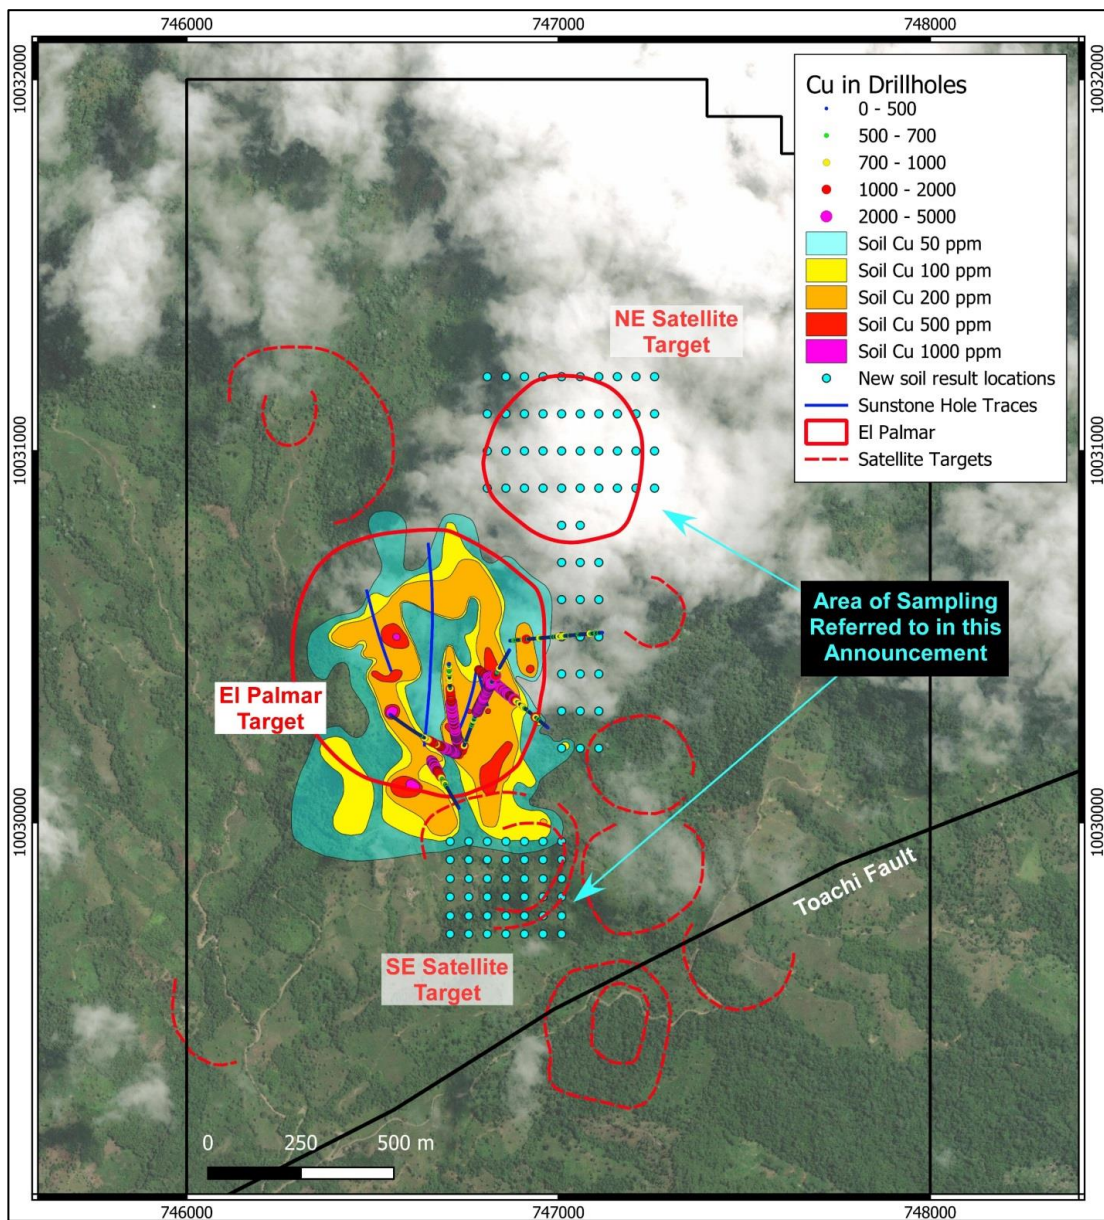 746000
747000
748000
10032000
10032000
Cu in Drillholes
0 - 500
500 - 700
700 - 1000
1000 - 2000
2000 - 5000
Soil Cu 50 ppm
Soil Cu 100 ppm
Soil Cu 200 ppm
Soil Cu 500 ppm
Soil Cu 1000 ppm
New soil result locations
Sunstone Hole Traces
El Palmar
Satellite Targets
NE Satellite
Target
10031000
10031000
Area of Sampling
Referred to in this
Announcement
El Palmar
Target
10030000
10030000
Toachi Fault
SE Satellite
Target
0
250
500 m
746000
747000
748000